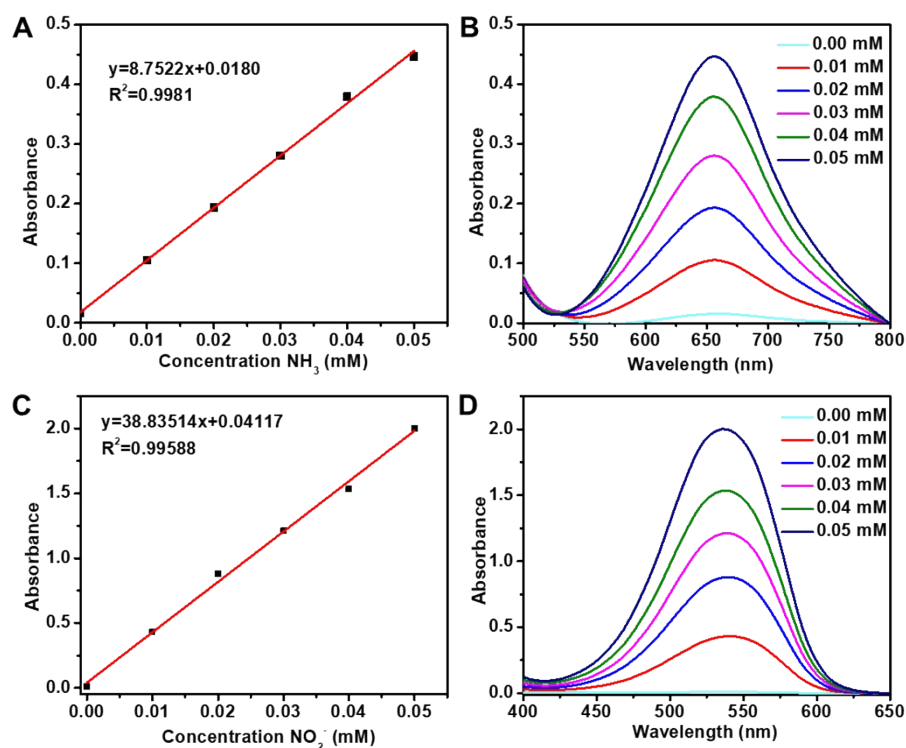 A
y=8.7522x+0.0180
R²=0.9981
0.5
0.4
0.3
0.2
0.1
0.0
Absorbance
0.00 0.01 0.02 0.03 0.04 0.05
Concentration NH₃ (mM)
B
0.00 mM
0.01 mM
0.02 mM
0.03 mM
0.04 mM
0.05 mM
0.5
0.4
0.3
0.2
0.1
0.0
Absorbance
500 550 600 650 700 750 800
Wavelength (nm)
C
y=38.83514x+0.04117
R²=0.99588
2.0
1.5
1.0
0.5
0.0
Absorbance
0.00 0.01 0.02 0.03 0.04 0.05
Concentration NO₂⁻ (mM)
D
0.00 mM
0.01 mM
0.02 mM
0.03 mM
0.04 mM
0.05 mM
2.0
1.5
1.0
0.5
0.0
Absorbance
400 450 500 550 600 650
Wavelength (nm)